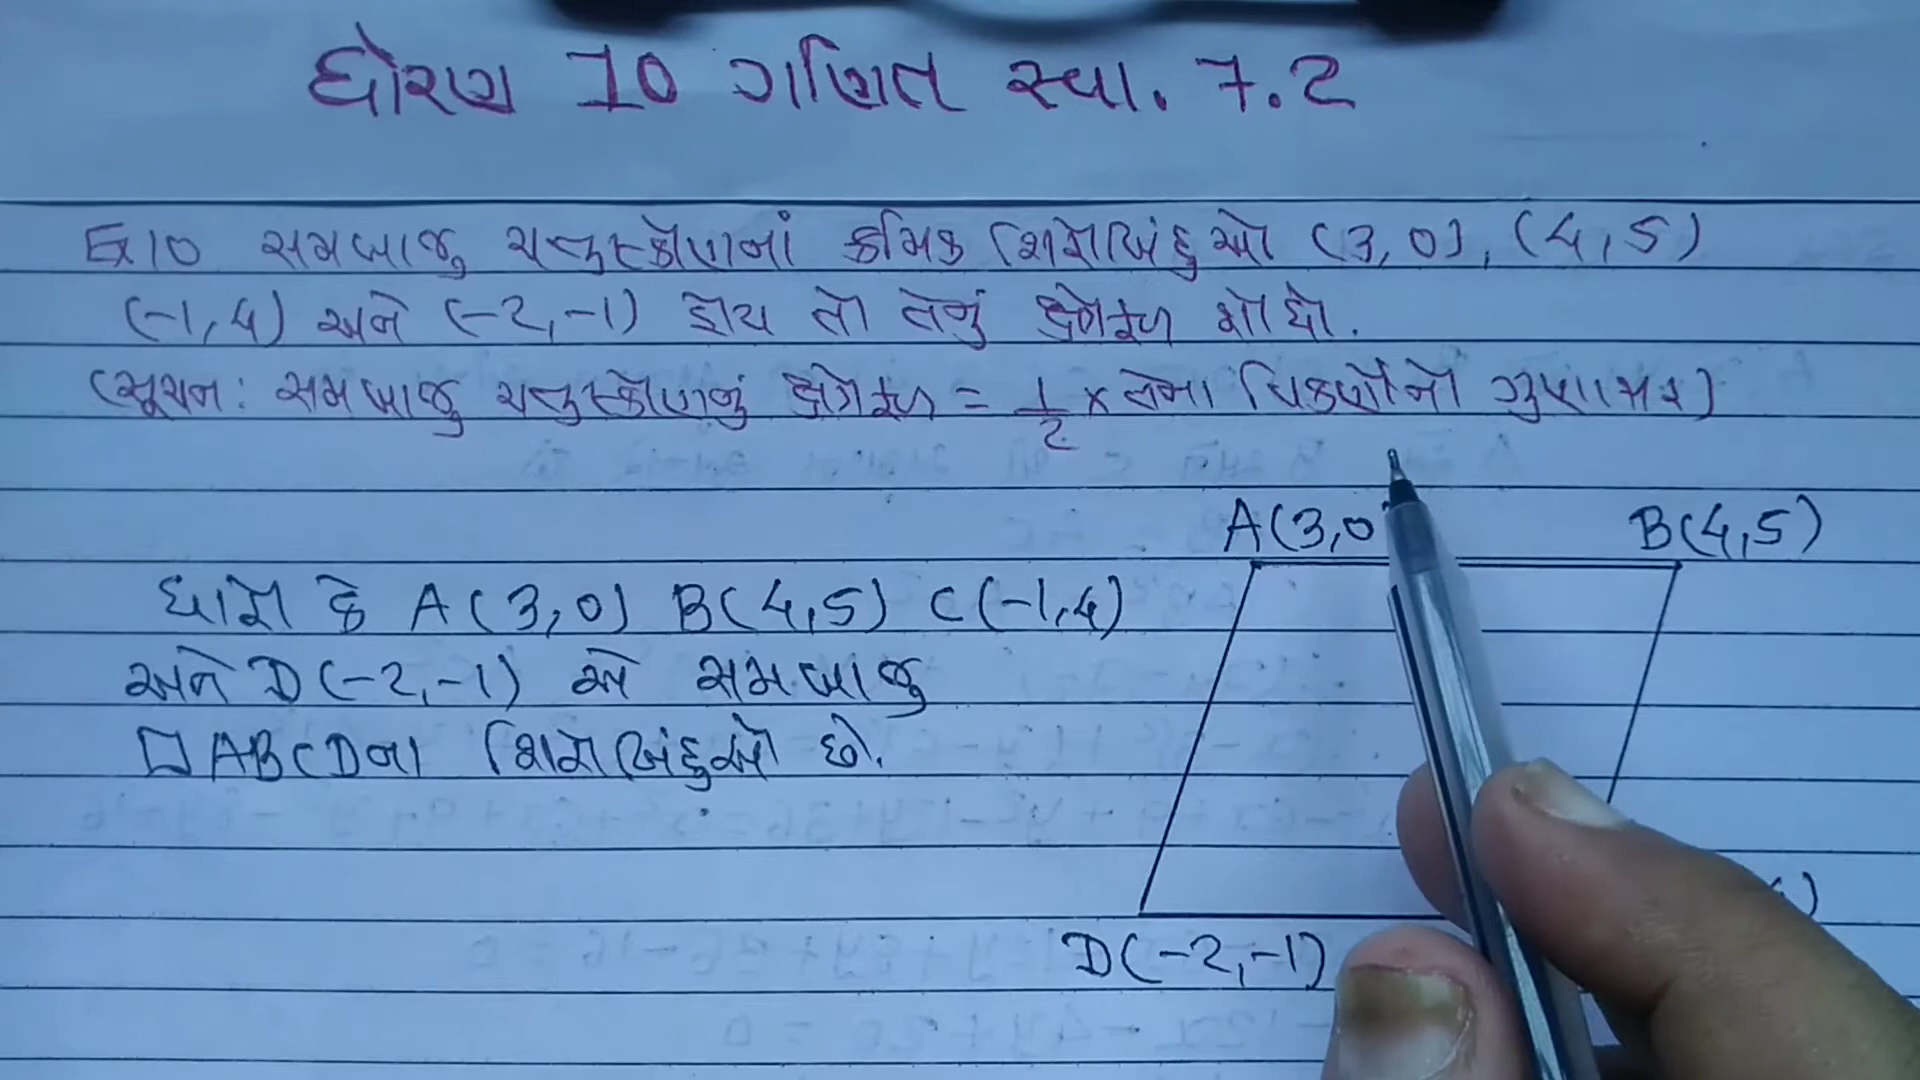 ધોરણ 10 ગણિત સ્વા. 7.2
Ex 10 સમબાજુ ચતુષ્કોણનાં ક્રમિક શિરોબિંદુઓ (3,0), (4,5)
(-1,4) અને (-2,-1) હોય તો તેનું ક્ષેત્રફળ શોધો.
(સૂચન: સમબાજુ ચતુષ્કોણનું ક્ષેત્રફળ = 1/2 × તેના વિકર્ણોનો ગુણાકાર)
A(3,0
B(4,5)
ધારો કે A(3,0) B(4,5) C(-1,4)
અને D(-2,-1) એ સમબાજુ
□ABCDના શિરોબિંદુઓ છે.
D(-2,-1)